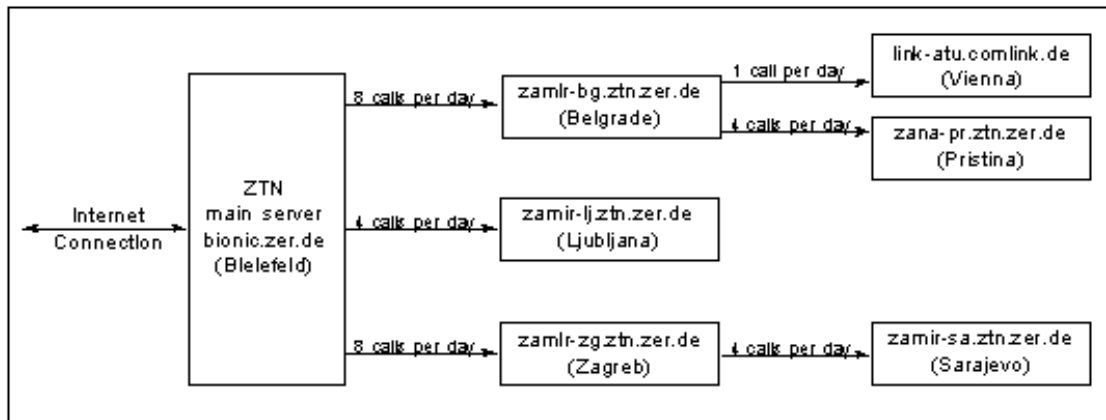 Internet
Connection
ZTN
main server
bionic.zer.de
(Blelefeld)
8 calls per day
zamlr-bg.ztn.zer.de
(Belgrade)
1 call per day
link-atu.comlink.de
(Vienna)
4 calls per day
zana-pr.ztn.zer.de
(Pristina)
4 calls per day
zamir-lj.ztn.zer.de
(Ljubljana)
8 calls per day
zamlr-zg.ztn.zer.de
(Zagreb)
4 calls per day
zamir-sa.ztn.zer.de
(Sarajevo)